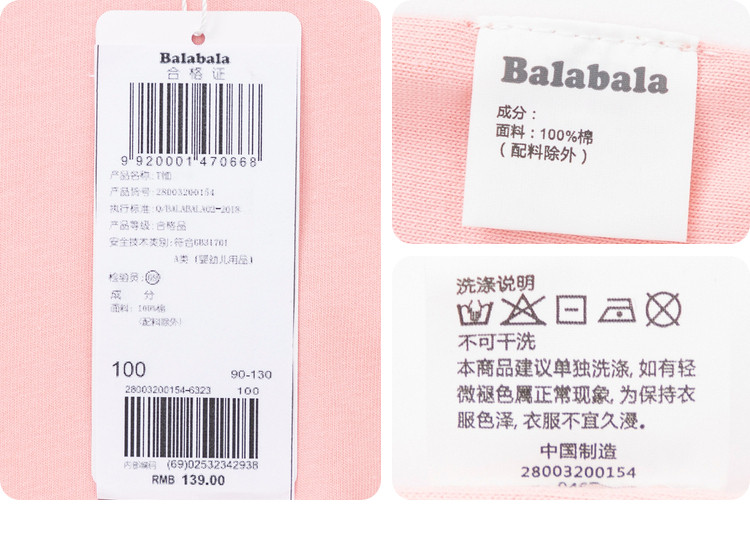 Balabala
合格证
9 920001 470668
产品名称:T恤
产品货号:28003200154
执行标准:Q/BALABALA02-2018
产品等级:合格品
安全技术类别:符合GB31701
A类 (婴幼儿用品)
检验员:
成 分
面料: 100%棉
(配料除外)
100 90-130
28003200154-6323 100
内部编码 (69)02532342938
RMB 139.00
Balabala
成分：
面料：100%棉
( 配料除外 )
洗涤说明
不可干洗
本商品建议单独洗涤, 如有轻
微褪色属正常现象, 为保持衣
服色泽, 衣服不宜久浸.
中国制造
28003200154